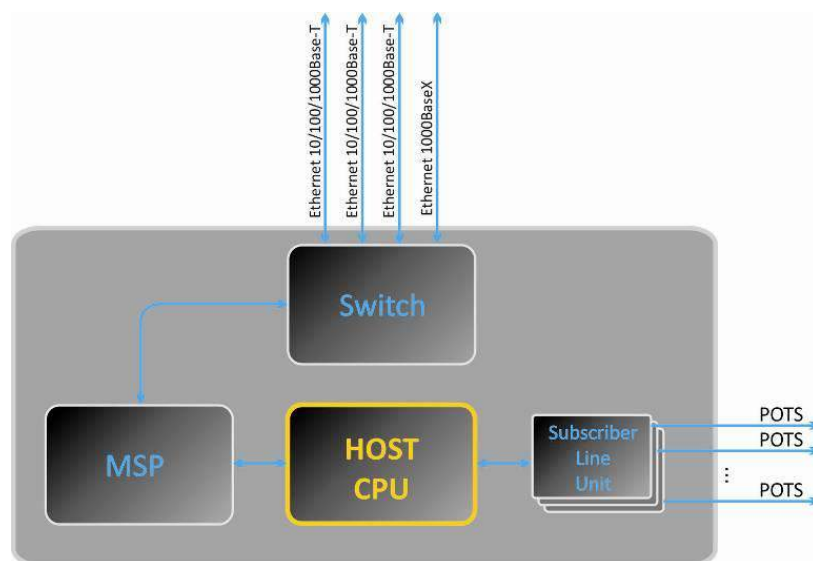 Ethernet 10/100/1000Base-T
Ethernet 10/100/1000Base-T
Ethernet 10/100/1000Base-T
Ethernet 1000BaseX
Switch
MSP
HOST
CPU
Subscriber
Line
Unit
POTS
POTS
...
POTS